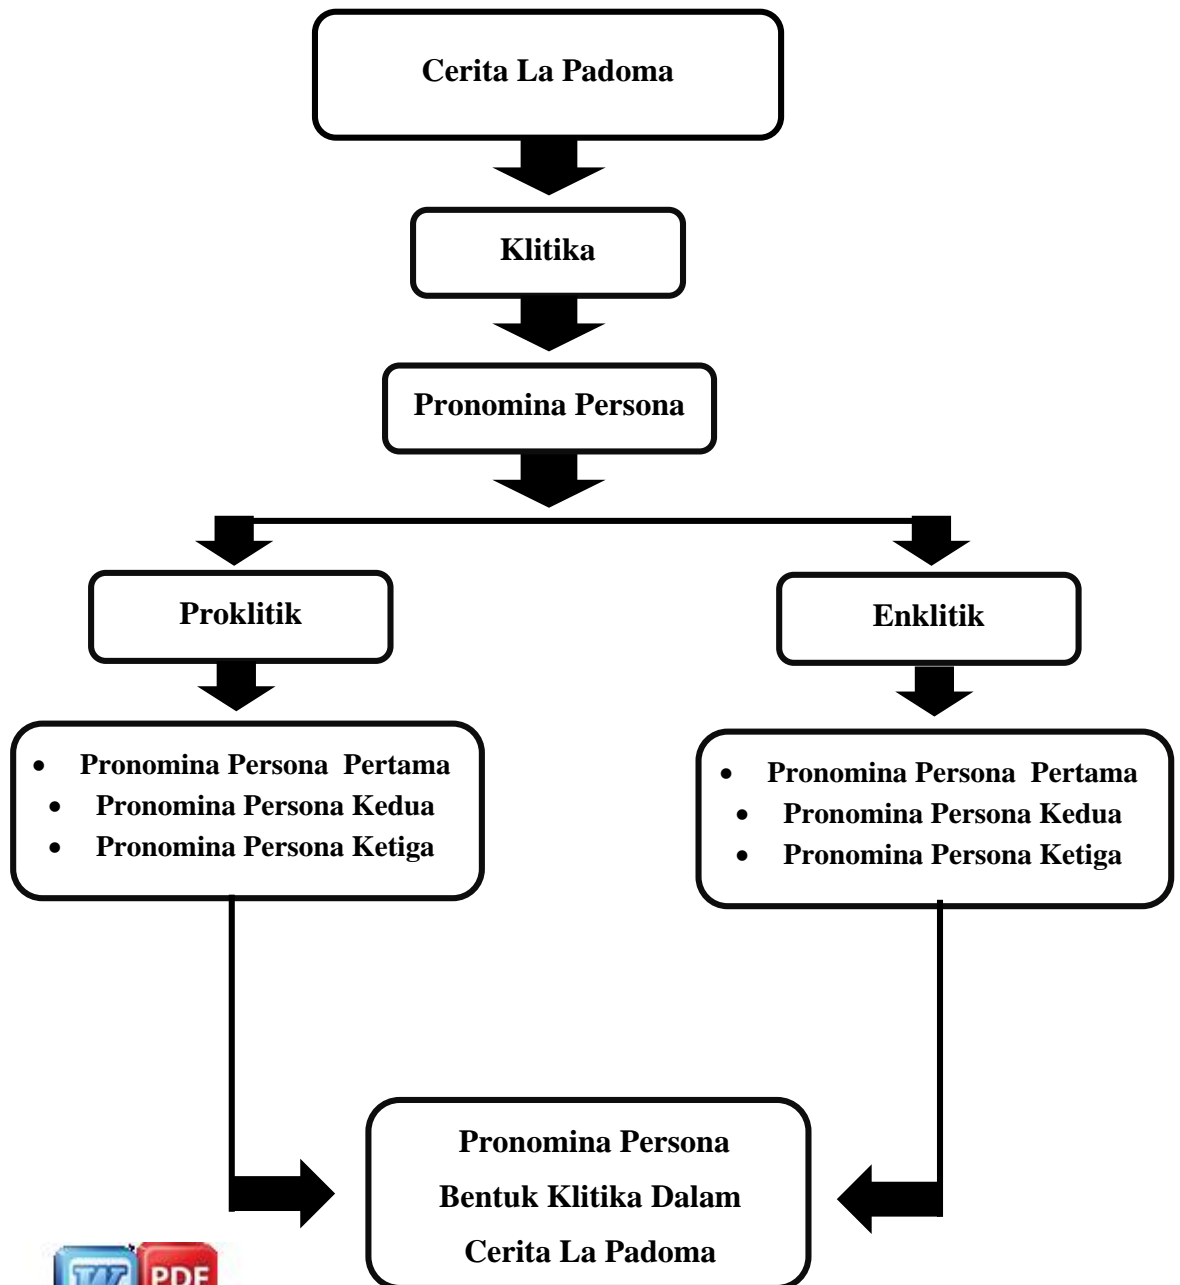 Cerita La Padoma
Klitika
Pronomina Persona
Proklitik
Enklitik
• Pronomina Persona Pertama
• Pronomina Persona Kedua
• Pronomina Persona Ketiga
• Pronomina Persona Pertama
• Pronomina Persona Kedua
• Pronomina Persona Ketiga
Pronomina Persona
Bentuk Klitika Dalam
Cerita La Padoma
W PDF